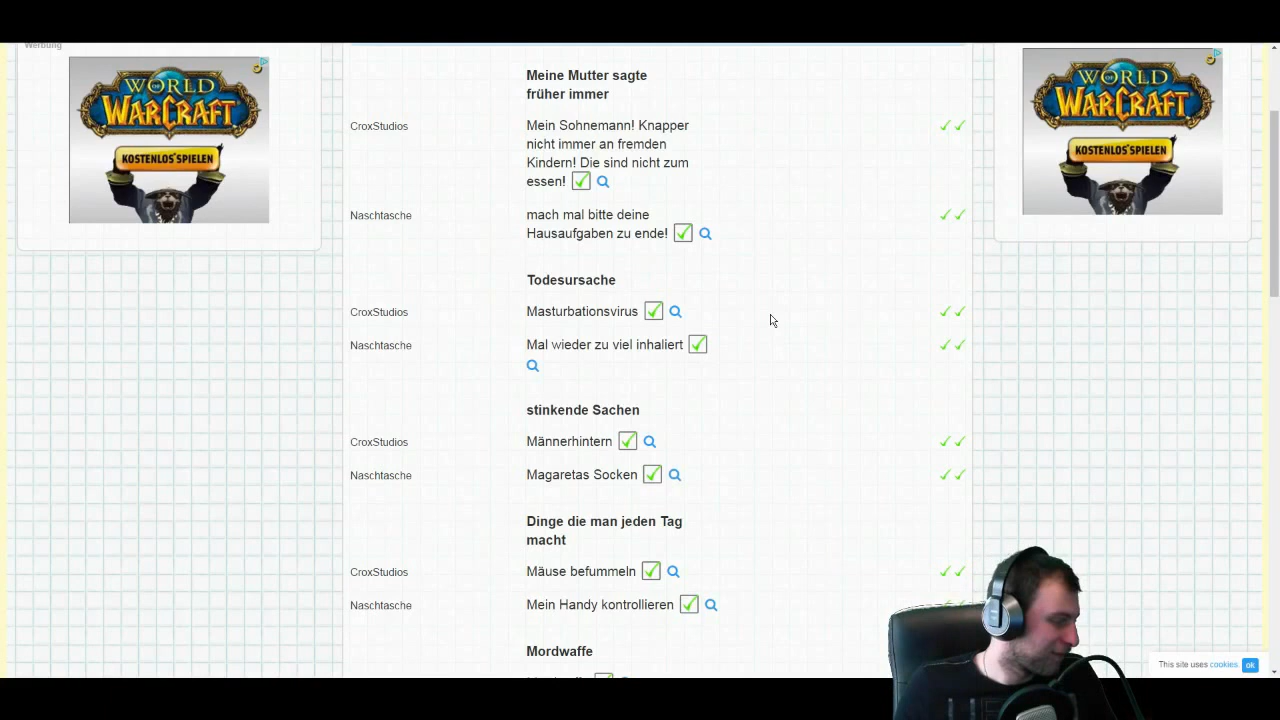 Werbung
WORLD
OF
WARCRAFT
KOSTENLOS SPIELEN
Meine Mutter sagte
früher immer
CroxStudios
Mein Sohnemann! Knapper
nicht immer an fremden
Kindern! Die sind nicht zum
essen!
Naschtasche
mach mal bitte deine
Hausaufgaben zu ende!
Todesursache
CroxStudios
Masturbationsvirus
Naschtasche
Mal wieder zu viel inhaliert
stinkende Sachen
CroxStudios
Männerhintern
Naschtasche
Magaretas Socken
Dinge die man jeden Tag
macht
CroxStudios
Mäuse befummeln
Naschtasche
Mein Handy kontrollieren
Mordwaffe
WORLD
OF
WARCRAFT
KOSTENLOS SPIELEN
This site uses cookies. ok